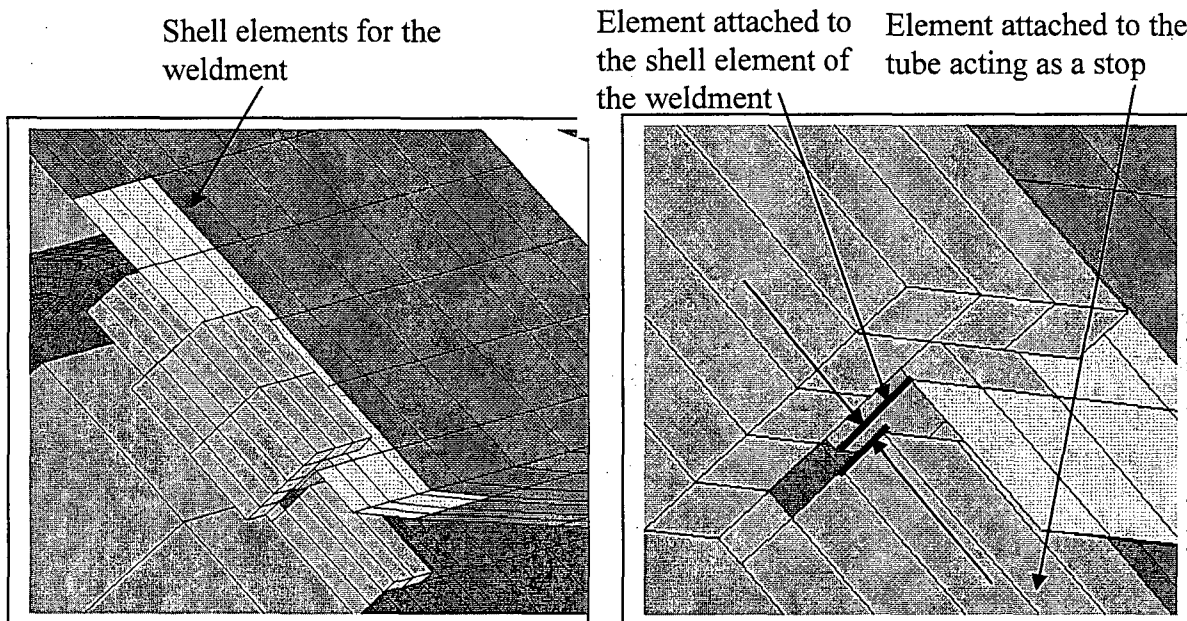 Shell elements for the
weldment
Element attached to
the shell element of
the weldment
Element attached to the
tube acting as a stop